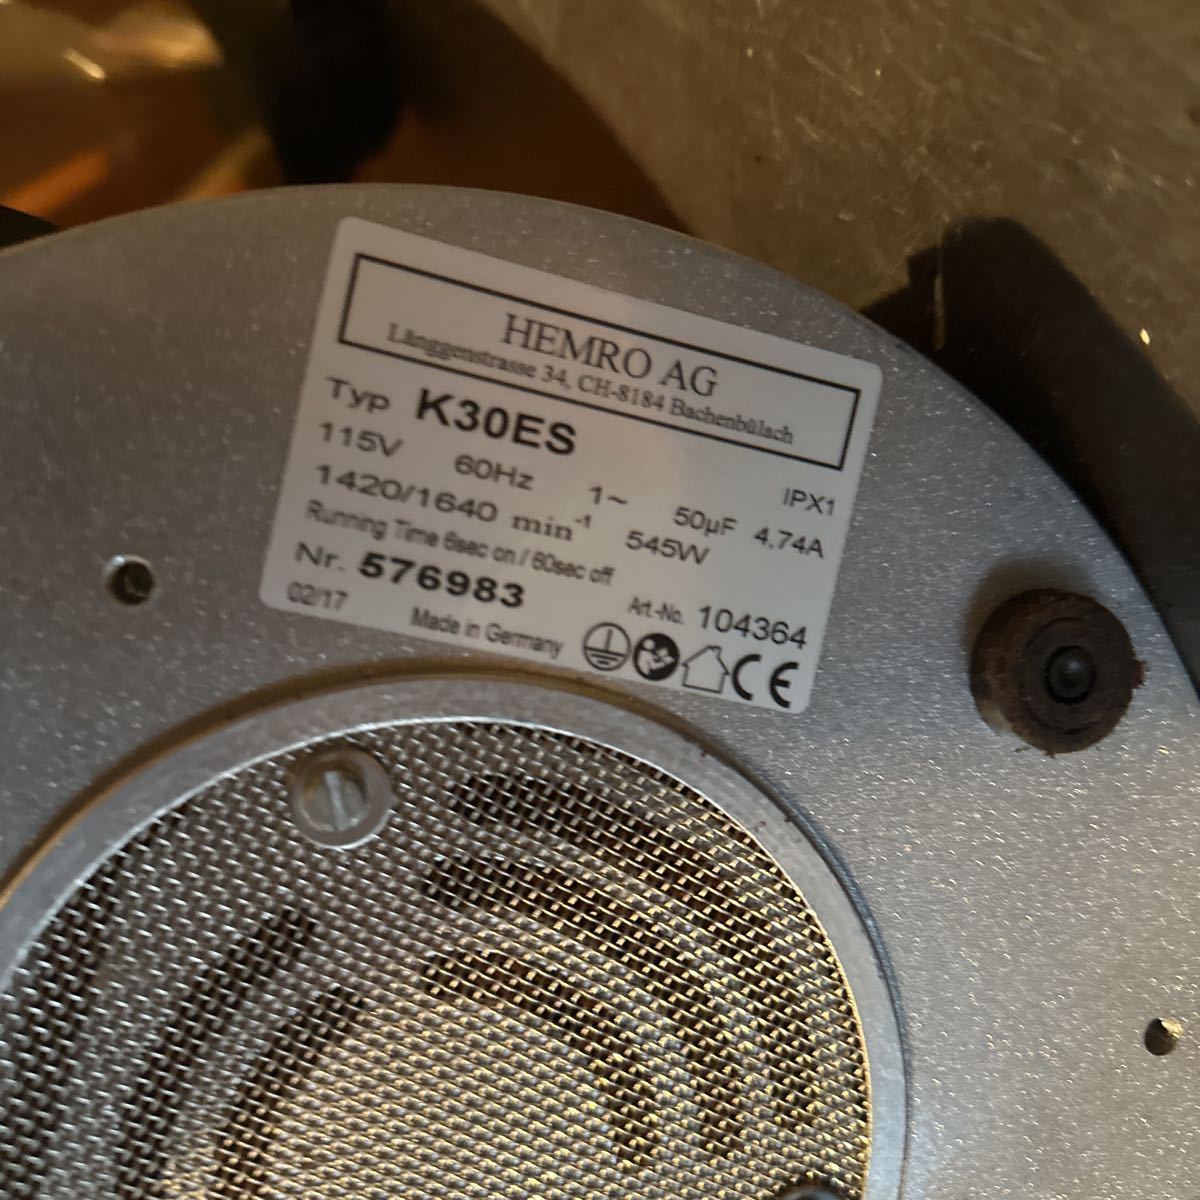 HEMRO AG
Länggenstrasse 34, CH-8184 Bachenbülach
Typ K30ES IPX1
115V 60Hz 1~ 50µF 4,74A
1420/1640 min⁻¹ 545W
Running Time 6sec on / 60sec off
Nr. 576983 Art.-No. 104364
02/17 Made in Germany CE